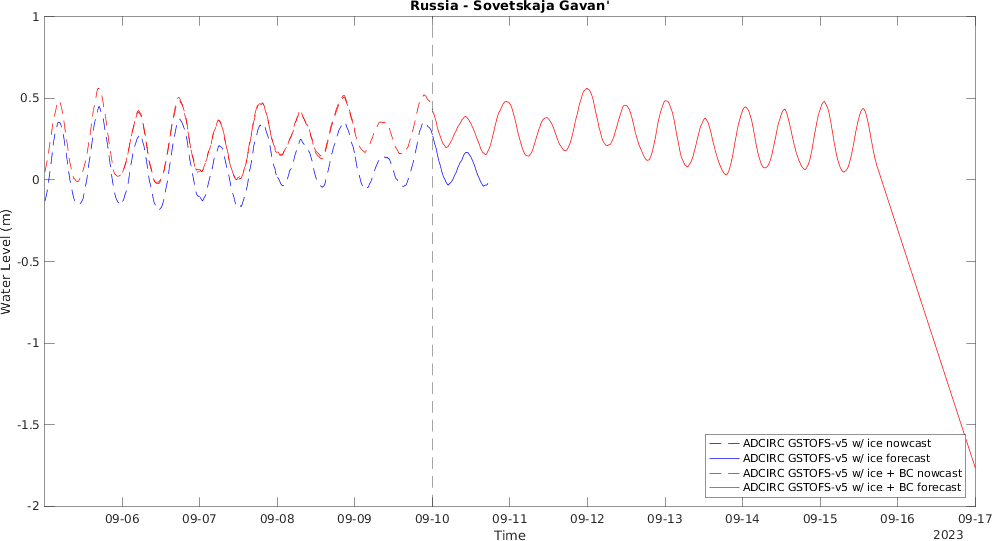 Russia - Sovetskaja Gavan'
1
0.5
0
-0.5
-1
-1.5
-2
Water Level (m)
ADCIRC GSTOFS-v5 w/ ice nowcast
ADCIRC GSTOFS-v5 w/ ice forecast
ADCIRC GSTOFS-v5 w/ ice + BC nowcast
ADCIRC GSTOFS-v5 w/ ice + BC forecast
09-06 09-07 09-08 09-09 09-10 09-11 09-12 09-13 09-14 09-15 09-16 09-17
Time
2023